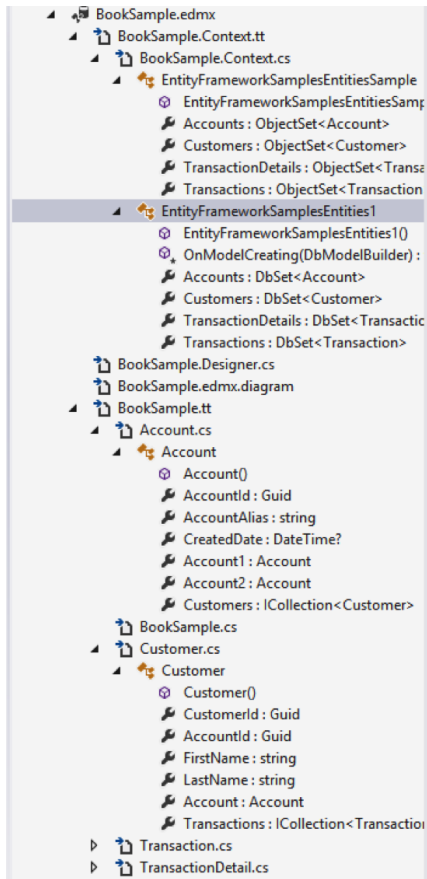 BookSample.edmx
BookSample.Context.tt
BookSample.Context.cs
EntityFrameworkSamplesEntitiesSample
EntityFrameworkSamplesEntitiesSamp
Accounts : ObjectSet<Account>
Customers : ObjectSet<Customer>
TransactionDetails : ObjectSet<Transa
Transactions : ObjectSet<Transaction
EntityFrameworkSamplesEntities1
EntityFrameworkSamplesEntities1()
OnModelCreating(DbModelBuilder) :
Accounts : DbSet<Account>
Customers : DbSet<Customer>
TransactionDetails : DbSet<Transactic
Transactions : DbSet<Transaction>
BookSample.Designer.cs
BookSample.edmx.diagram
BookSample.tt
Account.cs
Account
Account()
AccountId : Guid
AccountAlias : string
CreatedDate : DateTime?
Account1 : Account
Account2 : Account
Customers : ICollection<Customer>
BookSample.cs
Customer.cs
Customer
Customer()
CustomerId : Guid
AccountId : Guid
FirstName : string
LastName : string
Account : Account
Transactions : ICollection<Transaction
Transaction.cs
TransactionDetail.cs